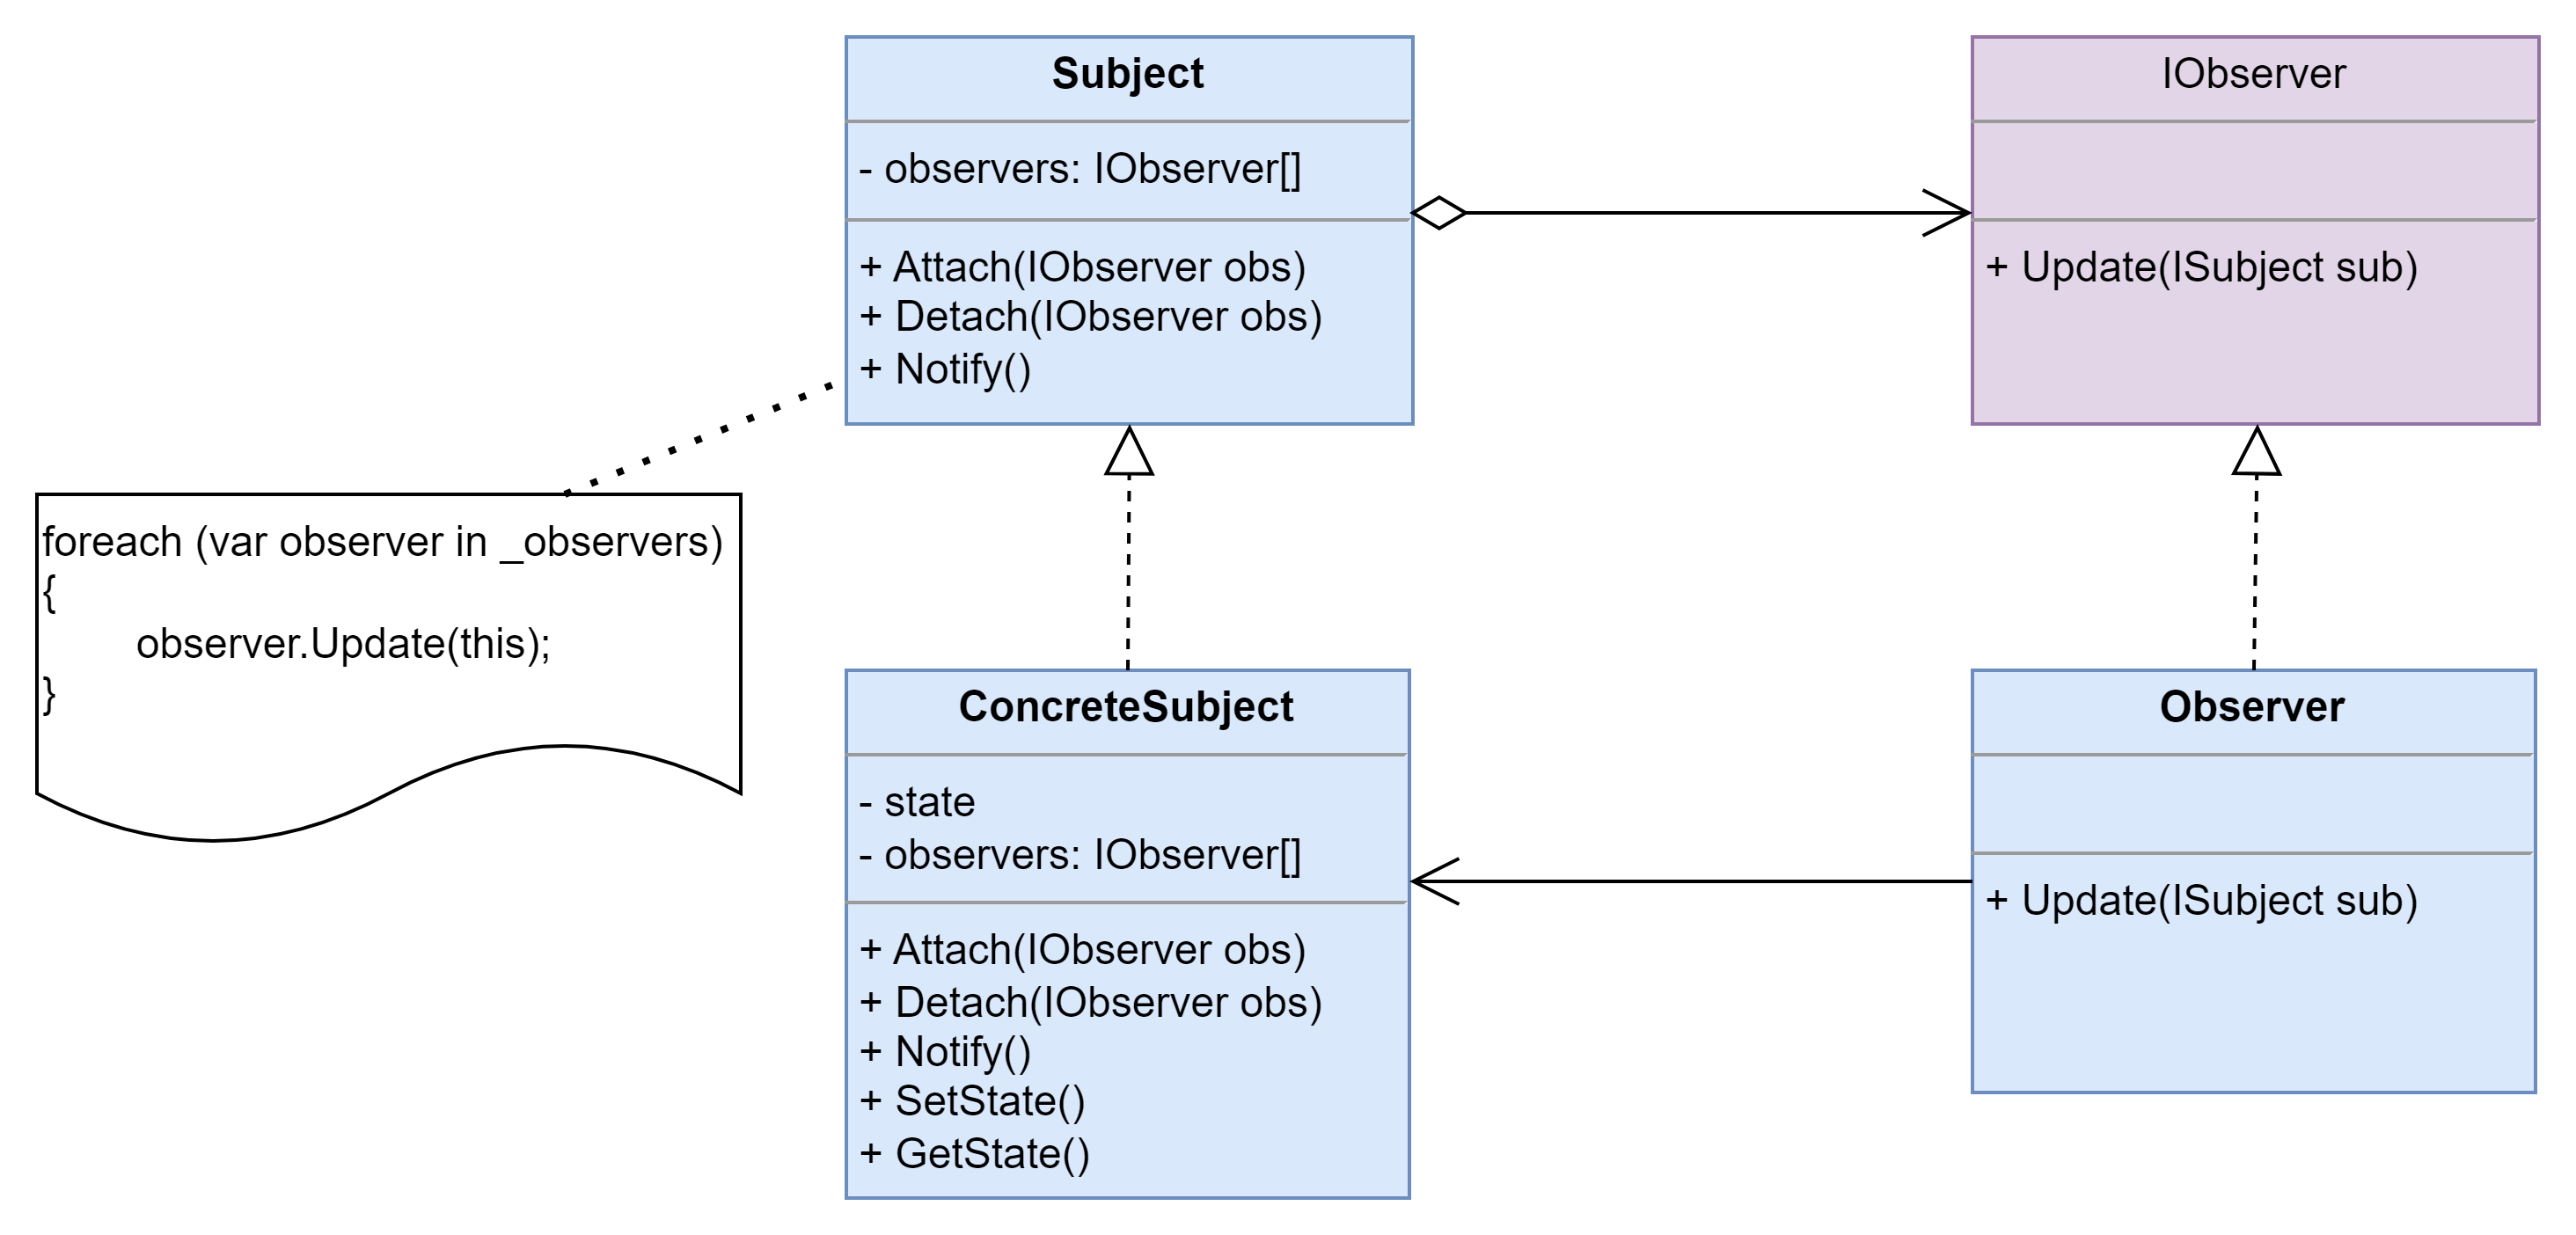 Subject
- observers: IObserver[]
+ Attach(IObserver obs)
+ Detach(IObserver obs)
+ Notify()
IObserver
+ Update(ISubject sub)
foreach (var observer in _observers)
{
observer.Update(this);
}
ConcreteSubject
- state
- observers: IObserver[]
+ Attach(IObserver obs)
+ Detach(IObserver obs)
+ Notify()
+ SetState()
+ GetState()
Observer
+ Update(ISubject sub)